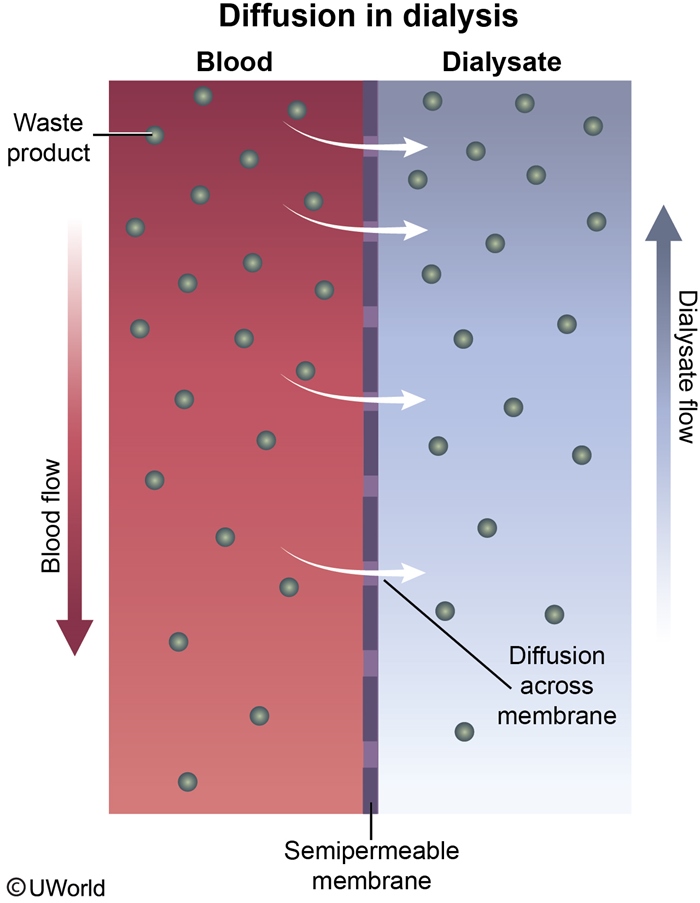 Diffusion in dialysis
Blood
Dialysate
Waste
product
Blood flow
Dialysate flow
Diffusion
across
membrane
Semipermeable
membrane
©UWorld